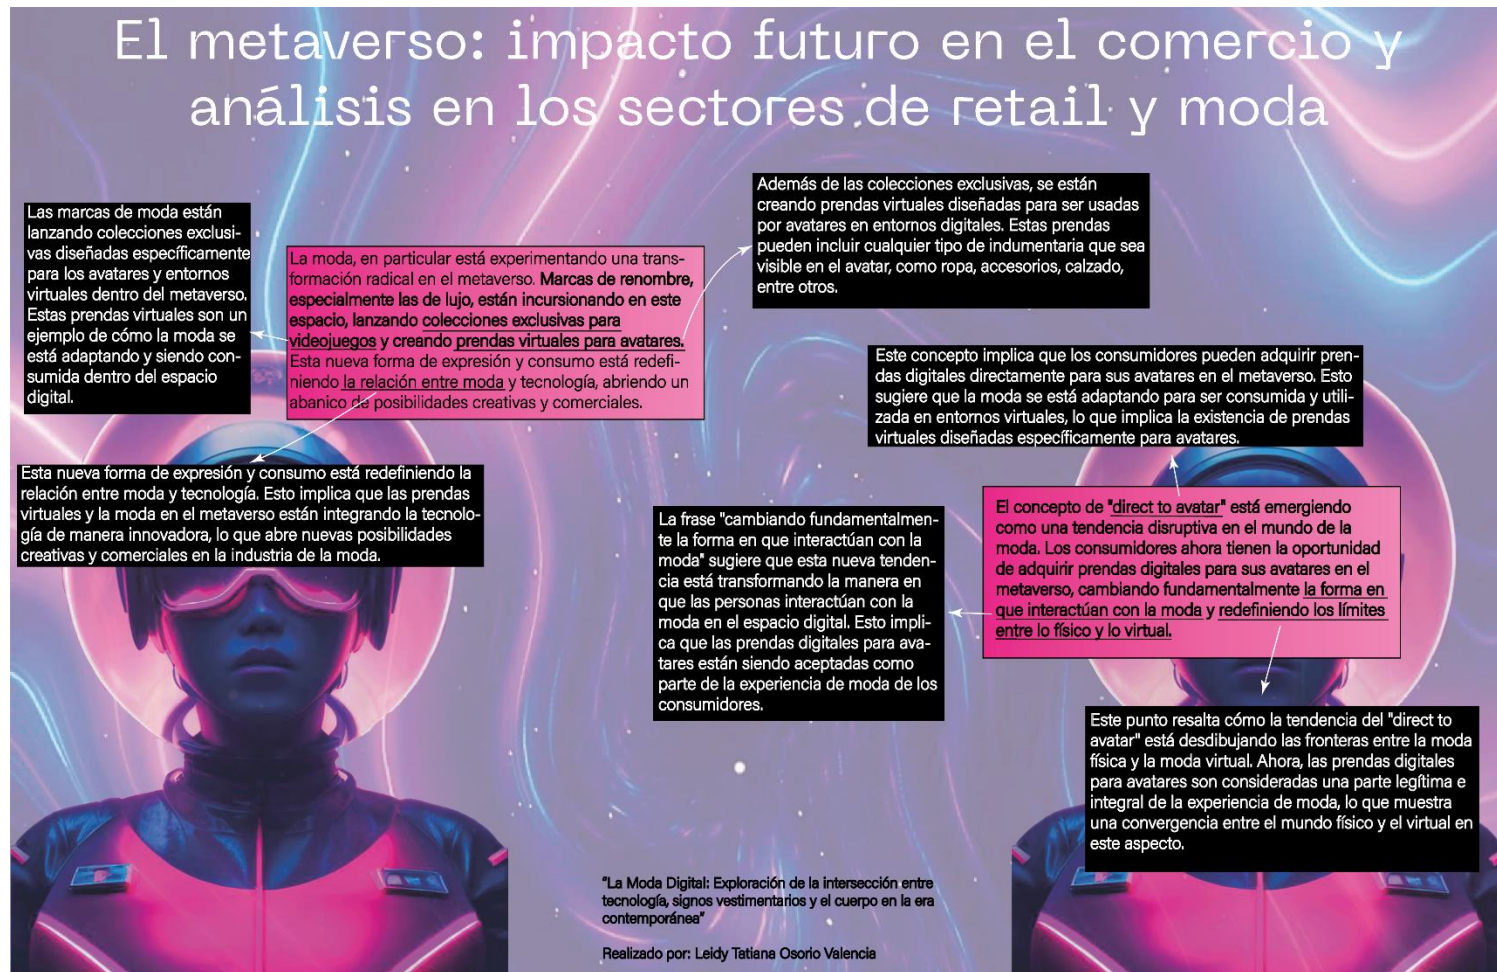 El metaverso: impacto futuro en el comercio y
análisis en los sectores de retail y moda
Las marcas de moda están
lanzando colecciones exclusi-
vas diseñadas específicamente
para los avatares y entornos
virtuales dentro del metaverso.
Estas prendas virtuales son un
ejemplo de cómo la moda se
está adaptando y siendo con-
sumida dentro del espacio
digital.
La moda, en particular está experimentando una trans-
formación radical en el metaverso. Marcas de renombre,
especialmente las de lujo, están incursionando en este
espacio, lanzando colecciones exclusivas para
videojuegos y creando prendas virtuales para avatares.
Esta nueva forma de expresión y consumo está redefi-
niendo la relación entre moda y tecnología, abriendo un
abanico de posibilidades creativas y comerciales.
Además de las colecciones exclusivas, se están
creando prendas virtuales diseñadas para ser usadas
por avatares en entornos digitales. Estas prendas
pueden incluir cualquier tipo de indumentaria que sea
visible en el avatar, como ropa, accesorios, calzado,
entre otros.
Esta nueva forma de expresión y consumo está redefiniendo la
relación entre moda y tecnología. Esto implica que las prendas
virtuales y la moda en el metaverso están integrando la tecnolo-
gía de manera innovadora, lo que abre nuevas posibilidades
creativas y comerciales en la industria de la moda.
Este concepto implica que los consumidores pueden adquirir pren-
das digitales directamente para sus avatares en el metaverso. Esto
sugiere que la moda se está adaptando para ser consumida y utili-
zada en entornos virtuales, lo que implica la existencia de prendas
virtuales diseñadas específicamente para avatares.
El concepto de "direct to avatar" está emergiendo
como una tendencia disruptiva en el mundo de la
moda. Los consumidores ahora tienen la oportunidad
de adquirir prendas digitales para sus avatares en el
metaverso, cambiando fundamentalmente la forma en
que interactúan con la moda y redefiniendo los límites
entre lo físico y lo virtual.
La frase "cambiando fundamentalmen-
te la forma en que interactúan con la
moda" sugiere que esta nueva tenden-
cia está transformando la manera en
que las personas interactúan con la
moda en el espacio digital. Esto impli-
ca que las prendas digitales para ava-
tares están siendo aceptadas como
parte de la experiencia de moda de los
consumidores.
Este punto resalta cómo la tendencia del "direct to
avatar" está desdibujando las fronteras entre la moda
física y la moda virtual. Ahora, las prendas digitales
para avatares son consideradas una parte legítima e
integral de la experiencia de moda, lo que muestra
una convergencia entre el mundo físico y el virtual en
este aspecto.
"La Moda Digital: Exploración de la intersección entre
tecnología, signos vestimentarios y el cuerpo en la era
contemporánea"
Realizado por: Leidy Tatiana Osorio Valencia